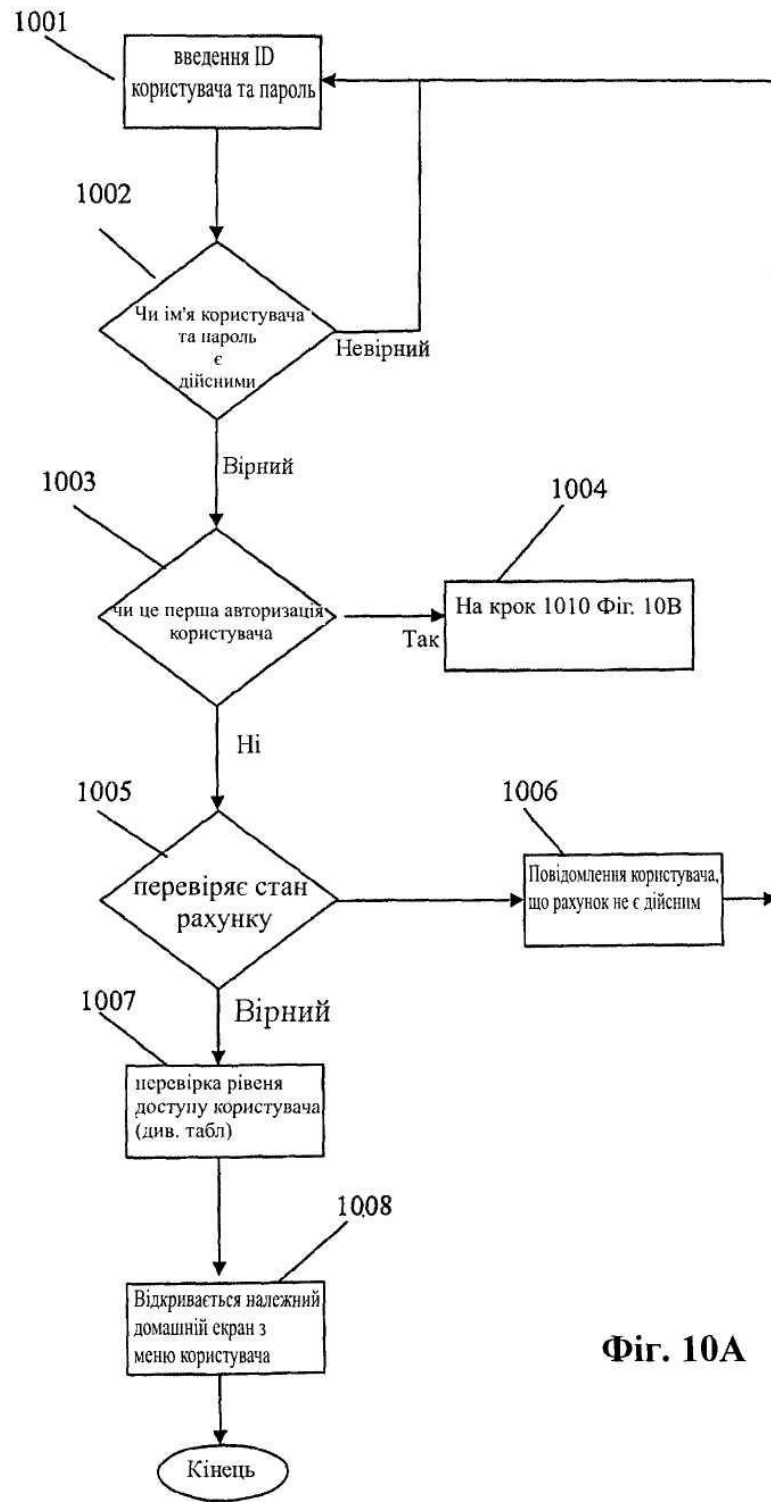 1001
введення ID
користувача та пароль
1002
Чи ім'я користувача
та пароль
є
дійсними
Невірний
Вірний
1003
чи це перша авторизація
користувача
Так
1004
На крок 1010 Фіг. 10В
Ні
1005
перевіряє стан
рахунку
1006
Повідомлення користувача,
що рахунок не є дійсним
Вірний
1007
перевірка рівеня
доступу користувача
(див. табл)
1008
Відкривається належний
домашній екран з
меню користувача
Кінець
Фіг. 10А